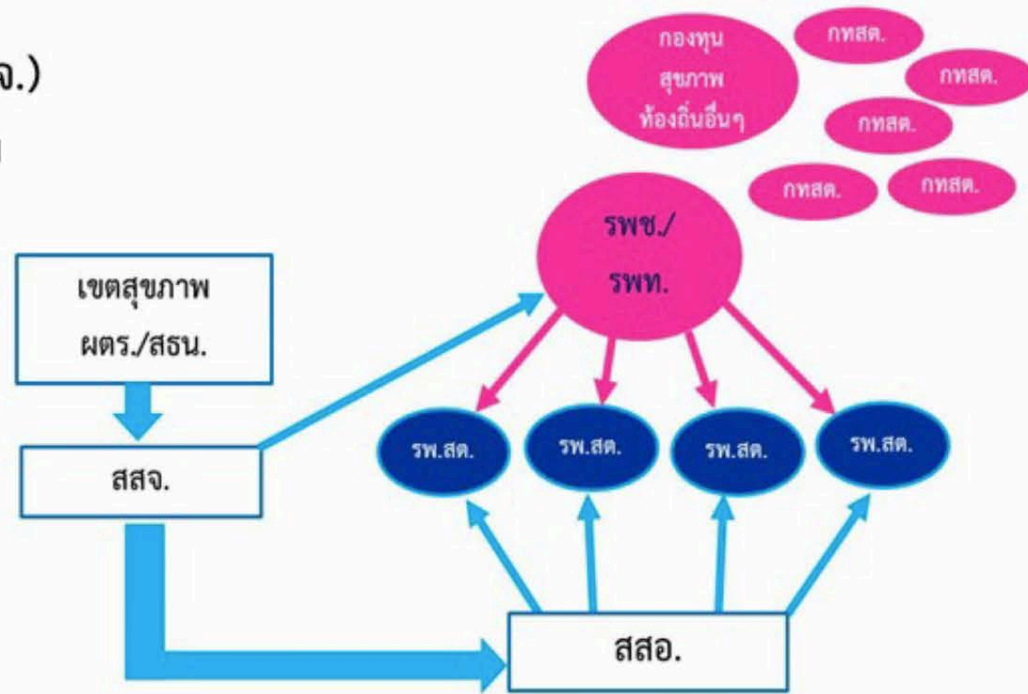 จ.)
กองทุน
สุขภาพ
ท้องถิ่นอื่นๆ
กทสต.
กทสต.
กทสต.
กทสต.
กทสต.
รพช./
รพท.
เขตสุขภาพ
ผตร./สธน.
สสจ.
รพ.สต.
รพ.สต.
รพ.สต.
รพ.สต.
สสอ.